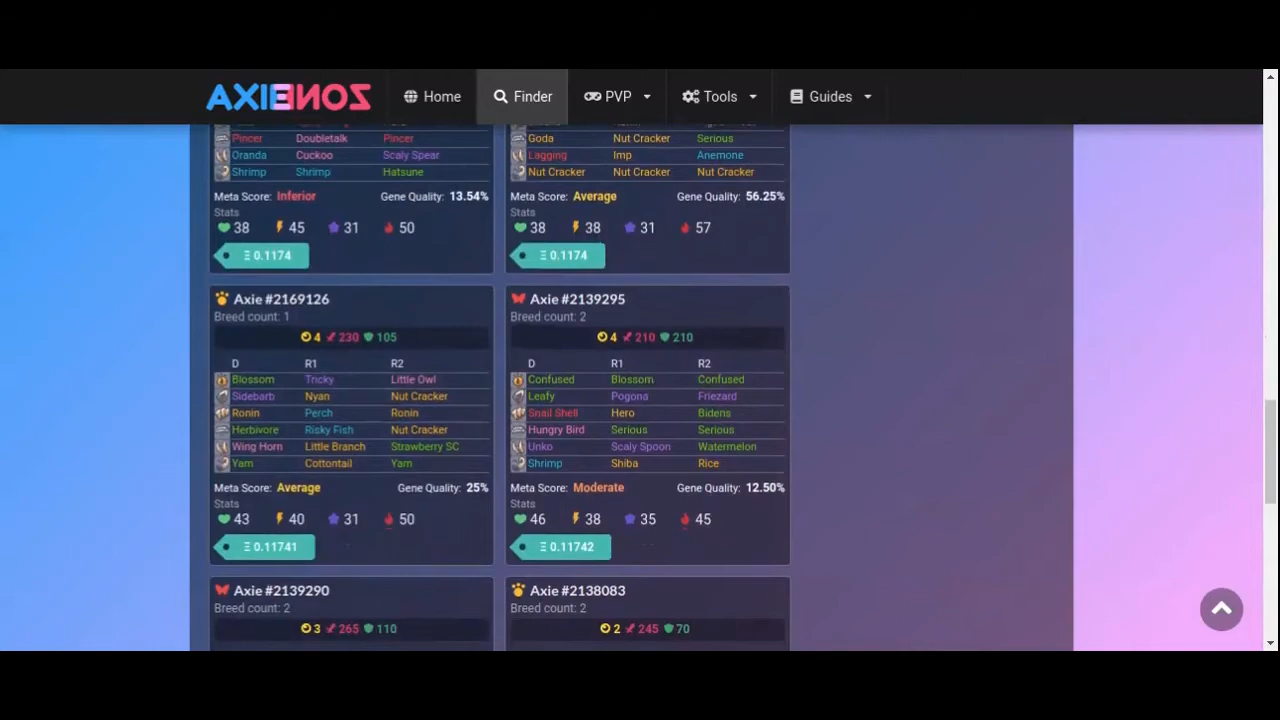 AXIEZONE Home Finder PVP Tools Guides
Pincer Doubletalk Pincer
Oranda Cuckoo Scaly Spear
Shrimp Shrimp Hatsune
Meta Score: Inferior Gene Quality: 13.54%
Stats
38 45 31 50
Ξ 0.1174
Goda Nut Cracker Serious
Lagging Imp Anemone
Nut Cracker Nut Cracker Nut Cracker
Meta Score: Average Gene Quality: 56.25%
Stats
38 38 31 57
Ξ 0.1174
Axie #2169126
Breed count: 1
4 230 105
D R1 R2
Blossom Tricky Little Owl
Sidebarb Nyan Nut Cracker
Ronin Perch Ronin
Herbivore Risky Fish Nut Cracker
Wing Horn Little Branch Strawberry SC
Yam Cottontail Yam
Meta Score: Average Gene Quality: 25%
Stats
43 40 31 50
Ξ 0.11741
Axie #2139295
Breed count: 2
4 210 210
D R1 R2
Confused Blossom Confused
Leafy Pogona Friezard
Snail Shell Hero Bidens
Hungry Bird Serious Serious
Unko Scaly Spoon Watermelon
Shrimp Shiba Rice
Meta Score: Moderate Gene Quality: 12.50%
Stats
46 38 35 45
Ξ 0.11742
Axie #2139290
Breed count: 2
3 265 110
Axie #2138083
Breed count: 2
2 245 70